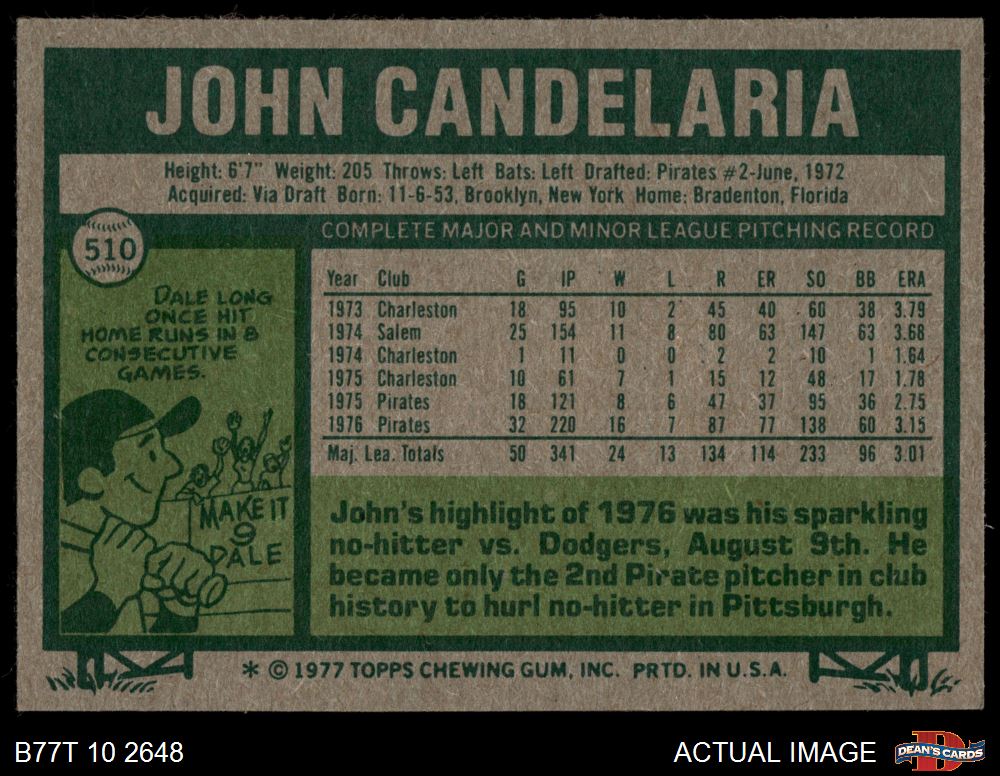 JOHN CANDELARIA
Height: 6'7" Weight: 205 Throws: Left Bats: Left Drafted: Pirates #2-June, 1972
Acquired: Via Draft Born: 11-6-53, Brooklyn, New York Home: Bradenton, Florida
510
COMPLETE MAJOR AND MINOR LEAGUE PITCHING RECORD
DALE LONG
ONCE HIT
HOME RUNS IN 8
CONSECUTIVE
GAMES.
MAKE IT
9
DALE
Year Club G IP W L R ER SO BB ERA
1973 Charleston 18 95 10 2 45 40 60 38 3.79
1974 Salem 25 154 11 8 80 63 147 63 3.68
1974 Charleston 1 11 0 0 2 2 10 1 1.64
1975 Charleston 10 61 7 1 15 12 48 17 1.78
1975 Pirates 18 121 8 6 47 37 95 36 2.75
1976 Pirates 32 220 16 7 87 77 138 60 3.15
Maj. Lea. Totals 50 341 24 13 134 114 233 96 3.01
John's highlight of 1976 was his sparkling
no-hitter vs. Dodgers, August 9th. He
became only the 2nd Pirate pitcher in club
history to hurl no-hitter in Pittsburgh.
* © 1977 TOPPS CHEWING GUM, INC. PRTD. IN U.S.A.
B77T 10 2648
ACTUAL IMAGE
DEAN'S CARDS